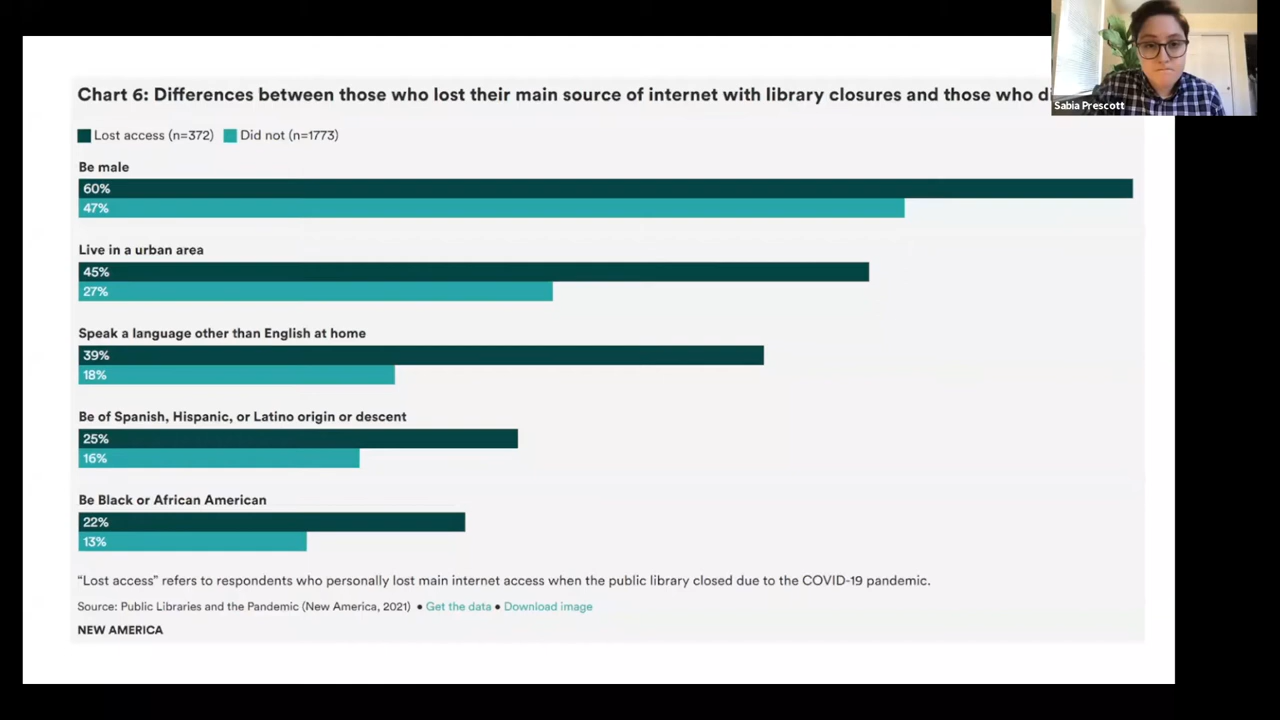 Chart 6: Differences between those who lost their main source of internet with library closures and those who
Sabia Prescott
Lost access (n=372) Did not (n=1773)
Be male
60%
47%
Live in a urban area
45%
27%
Speak a language other than English at home
39%
18%
Be of Spanish, Hispanic, or Latino origin or descent
25%
16%
Be Black or African American
22%
13%
“Lost access” refers to respondents who personally lost main internet access when the public library closed due to the COVID-19 pandemic.
Source: Public Libraries and the Pandemic (New America, 2021) • Get the data • Download image
NEW AMERICA